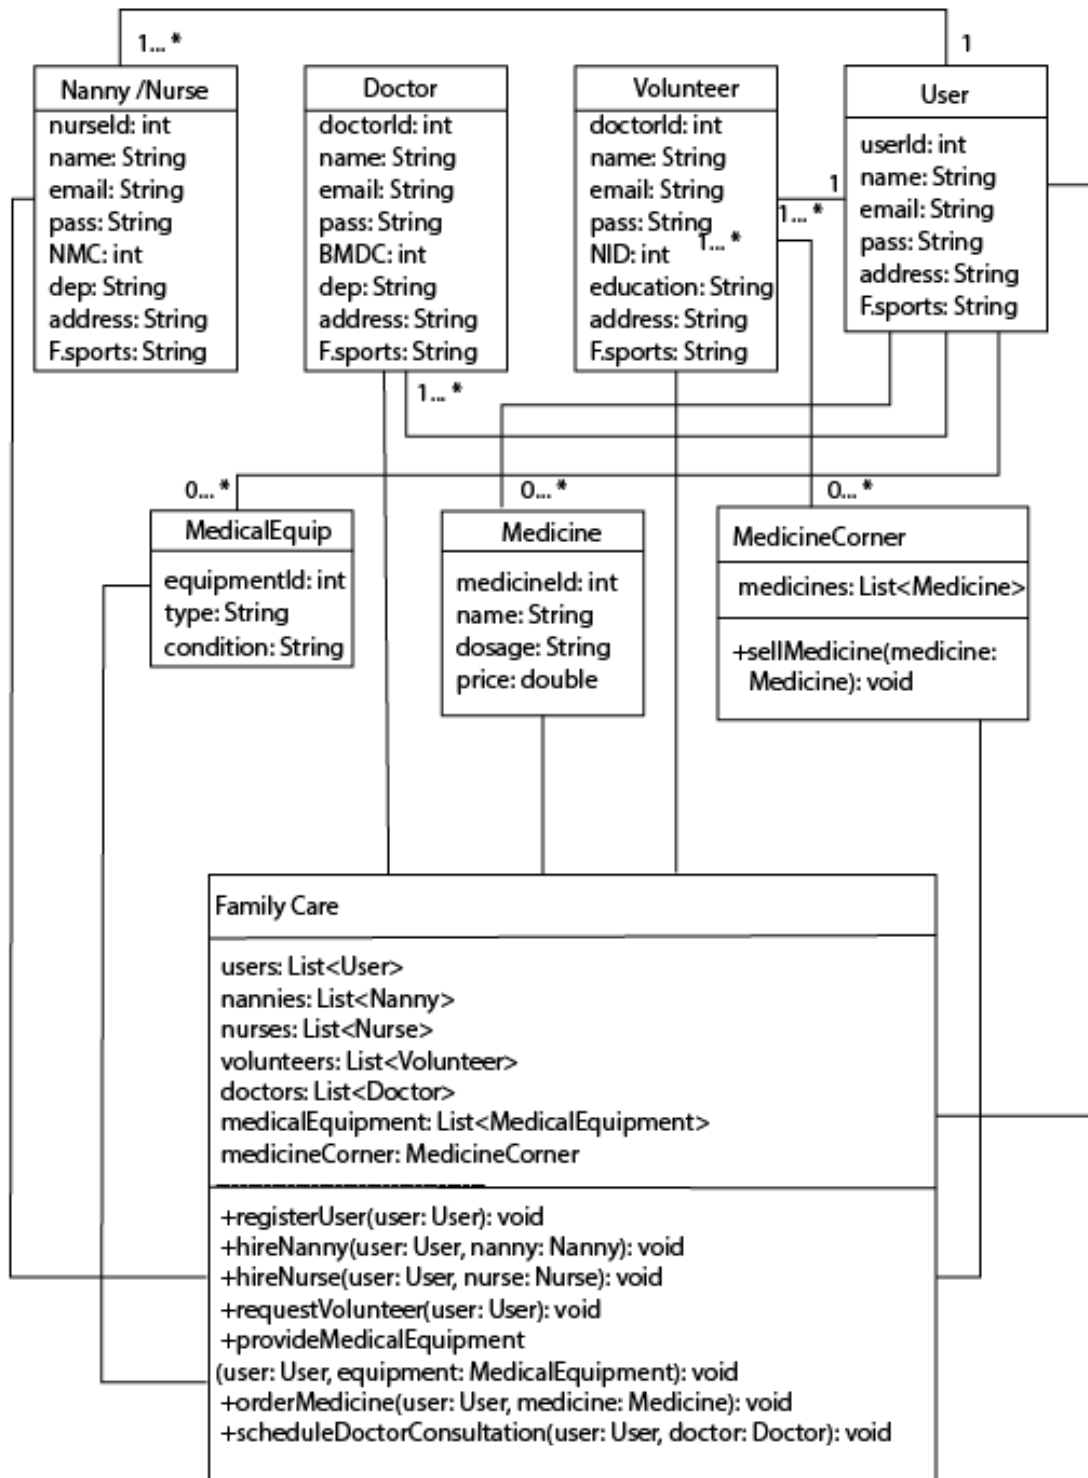 1... *
1
Nanny /Nurse
nurseId: int
name: String
email: String
pass: String
NMC: int
dep: String
address: String
F.sports: String
Doctor
doctorId: int
name: String
email: String
pass: String
BMDC: int
dep: String
address: String
F.sports: String
1... *
Volunteer
doctorId: int
name: String
email: String
pass: String
NID: int
education: String
address: String
F.sports: String
1
1... *
1... *
User
userId: int
name: String
email: String
pass: String
address: String
F.sports: String
0... *
0... *
0... *
MedicalEquip
equipmentId: int
type: String
condition: String
Medicine
medicineId: int
name: String
dosage: String
price: double
MedicineCorner
medicines: List<Medicine>
+sellMedicine(medicine:
Medicine): void
Family Care
users: List<User>
nannies: List<Nanny>
nurses: List<Nurse>
volunteers: List<Volunteer>
doctors: List<Doctor>
medicalEquipment: List<MedicalEquipment>
medicineCorner: MedicineCorner
+registerUser(user: User): void
+hireNanny(user: User, nanny: Nanny): void
+hireNurse(user: User, nurse: Nurse): void
+requestVolunteer(user: User): void
+provideMedicalEquipment
(user: User, equipment: MedicalEquipment): void
+orderMedicine(user: User, medicine: Medicine): void
+scheduleDoctorConsultation(user: User, doctor: Doctor): void